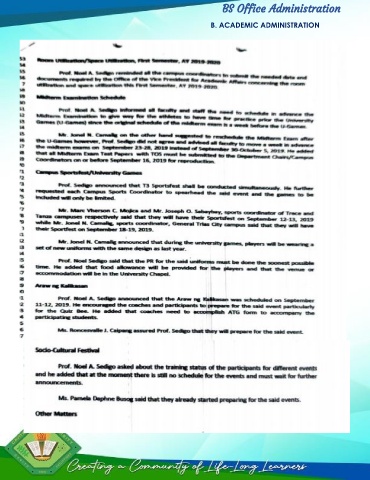 BS Office Administration
B. ACADEMIC ADMINISTRATION
Room Utilization/Space Utilization, First Semester, AY 2019-2020
Prof. Noel A. Sedigo reminded all the campus coordinators to submit the needed data and
documents required by the Office of the Vice President for Academic Affairs concerning the room
utilization and space utilization this First Semester, AY 2019-2020.
Midterm Examination Schedule
Prof. Noel A. Sedigo informed all faculty and staff the need to schedule in advance the
Midterm Examination to give way for the athletes to have time for practice prior the University
Games (U-Games) since the original schedule of the midterm exam is a week before the U-Games.
Mr. Jonel N. Camalig on the other hand suggested to reschedule the Midterm Exam after
the U-Games however, Prof. Sedigo did not agree and advised all faculty to move a week in advance
the midterm exams on September 23-28, 2019 instead of September 30-October 5, 2019. He added
that all Midterm Exam Test Papers with TOS must be submitted to the Department Chairs/Campus
Coordinators on or before September 16, 2019 for reproduction.
Campus Sportsfest/University Games
Prof. Sedigo announced that T3 Sportsfest shall be conducted simultaneously. He further
requested each Campus Sports Coordinator to spearhead the said event and the games to be
included will only be limited.
Mr. Marc Vherson C. Mojica and Mr. Joseph O. sports coordinator of Trece and
Tanza campuses respectively said that they will have their Sportsfest on September 12-13, 2019
while Mr. Jonel N. Camalig, sports coordinator, General Trias City campus said that they will have
their Sportfest on September 18-19, 2019.
Mr. Jonel N. Camalig announced that during the university games, players will be wearing a
set of new uniforms with the same design as last year.
Prof. Noel Sedigo said that the PR for the said uniforms must be done the soonest possible
time. He added that food allowance will be provided for the players and that the venue or
accommodation will be in the University Chapel.
Araw ng Kalikasan
Prof. Noel A. Sedigo announced that the Araw ng Kalikasan was scheduled on September
11-12, 2019. He encouraged the coaches and participants to prepare for the said event particularly
for the Quiz Bee. He added that coaches need to accomplish ATG form to accompany the
participating students.
Ms. J. Caipang assured Prof. Sedigo that they will prepare for the said event.
Socio-Cultural Festival
Prof. Noel A. Sedigo asked about the training status of the participants for different events
and he added that at the moment there is still no schedule for the events and must wait for further
announcements.
Ms. Pamela Daphne Busog said that they already started preparing for the said events.
Other Matters
Creating a Community of Life-Long Learners